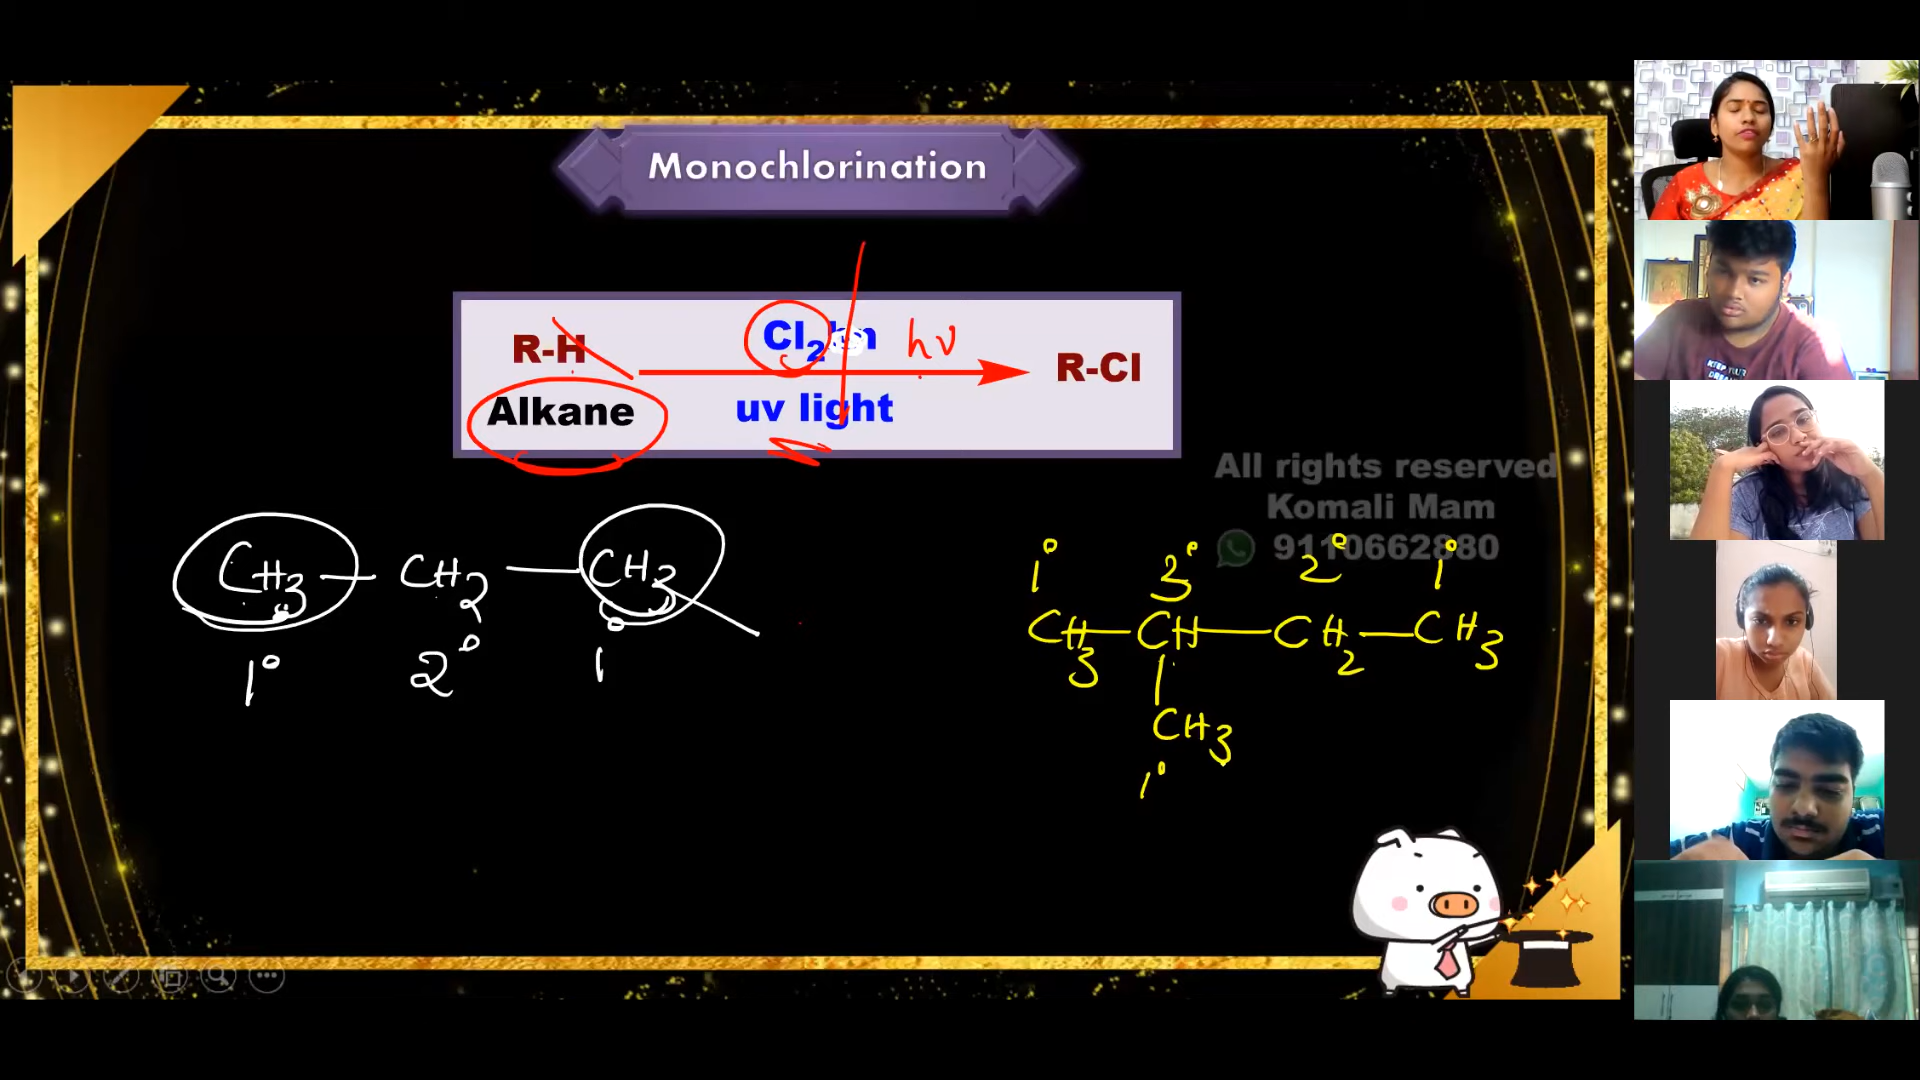 Monochlorination
R-H
Cl2
hν
R-Cl
Alkane
uv light
All rights reserved
Komali Mam
9110662880
CH3 — CH2 — CH3
1° 2° 1
1° 3° 2° 1°
CH3 — CH — CH2 — CH3
CH3
1°